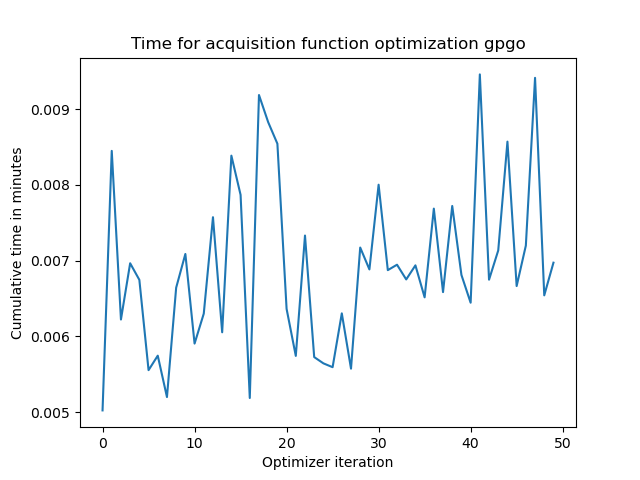 Time for acquisition function optimization gpgo
Cumulative time in minutes
0.009
0.008
0.007
0.006
0.005
0 10 20 30 40 50
Optimizer iteration